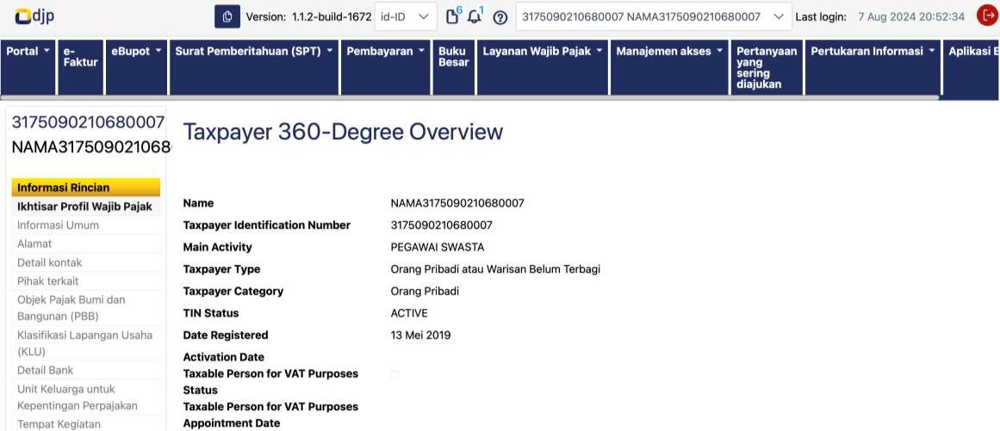 djp
Version: 1.1.2-build-1672
id-ID
6
1
3175090210680007 NAMA3175090210680007
Last login: 7 Aug 2024 20:52:34
Portal
e-
Faktur
eBupot
Surat Pemberitahuan (SPT)
Pembayaran
Buku
Besar
Layanan Wajib Pajak
Manajemen akses
Pertanyaan
yang
sering
diajukan
Pertukaran Informasi
Aplikasi E
3175090210680007
NAMA317509021068
Informasi Rincian
Ikhtisar Profil Wajib Pajak
Informasi Umum
Alamat
Detail kontak
Pihak terkait
Objek Pajak Bumi dan
Bangunan (PBB)
Klasifikasi Lapangan Usaha
(KLU)
Detail Bank
Unit Keluarga untuk
Kepentingan Perpajakan
Tempat Kegiatan
Taxpayer 360-Degree Overview
Name NAMA3175090210680007
Taxpayer Identification Number 3175090210680007
Main Activity PEGAWAI SWASTA
Taxpayer Type Orang Pribadi atau Warisan Belum Terbagi
Taxpayer Category Orang Pribadi
TIN Status ACTIVE
Date Registered 13 Mei 2019
Activation Date
Taxable Person for VAT Purposes
Status
Taxable Person for VAT Purposes
Appointment Date